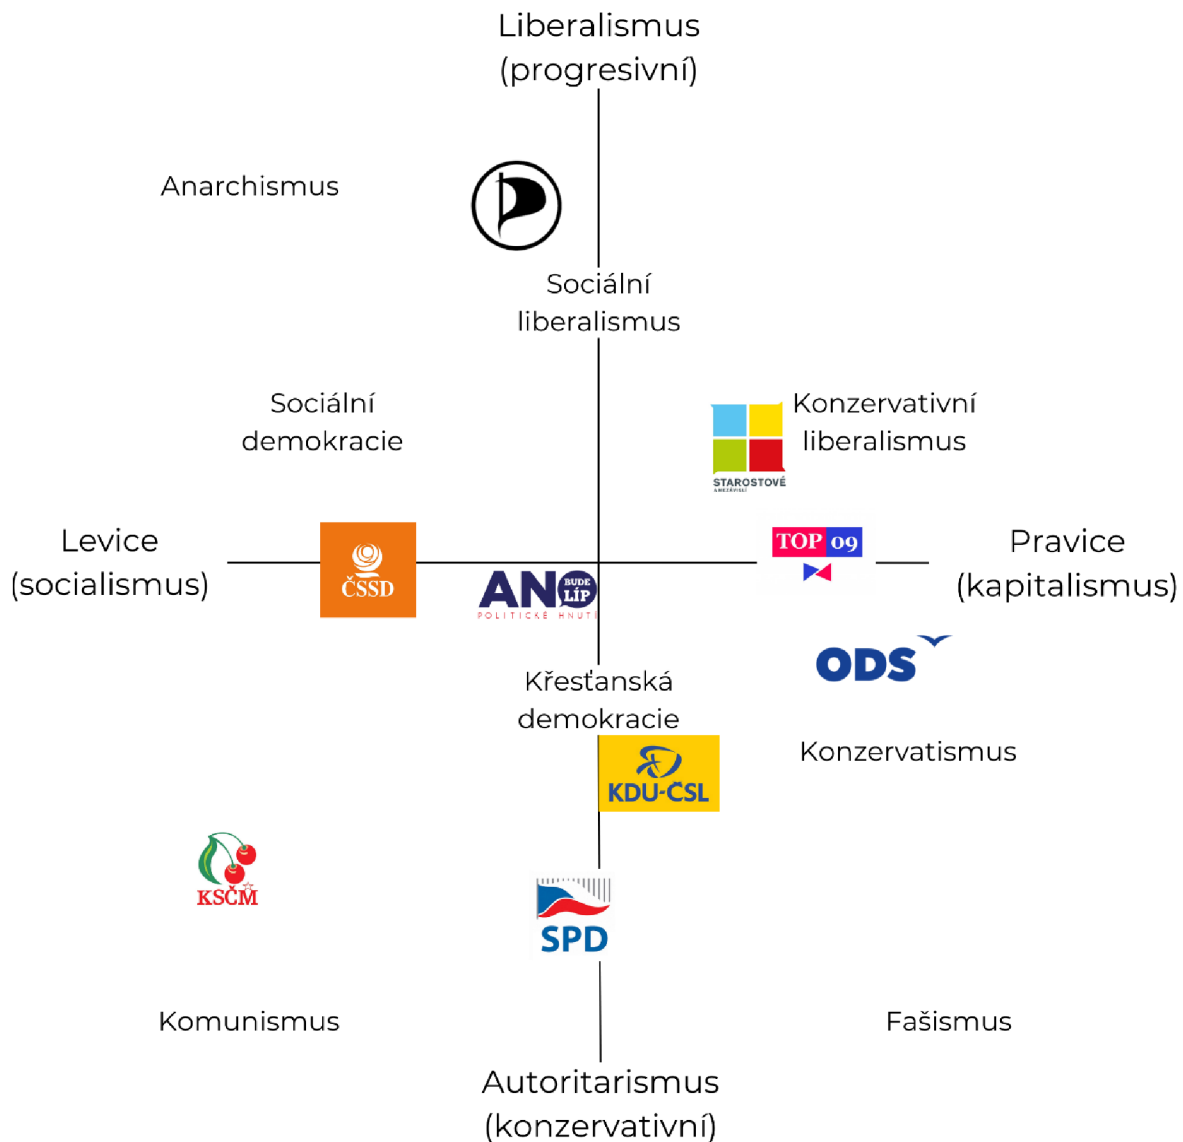 Liberalismus
(progresivní)
Anarchismus
Sociální
liberalismus
Sociální
demokracie
Konzervativní
liberalismus
STAROSTOVÉ
A NEZÁVISLÍ
Levice
(socialismus)
ČSSD
ANO
BUDE
LÍP
POLITICKÉ HNUTÍ
TOP 09
Pravice
(kapitalismus)
ODS
Křesťanská
demokracie
KDU-ČSL
Konzervatismus
KSČM
SPD
Komunismus
Fašismus
Autoritarismus
(konzervativní)